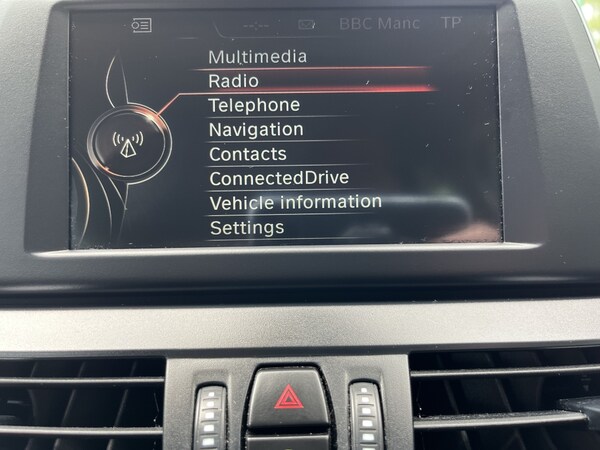 BBC Manc TP
Multimedia
Radio
Telephone
Navigation
Contacts
ConnectedDrive
Vehicle information
Settings